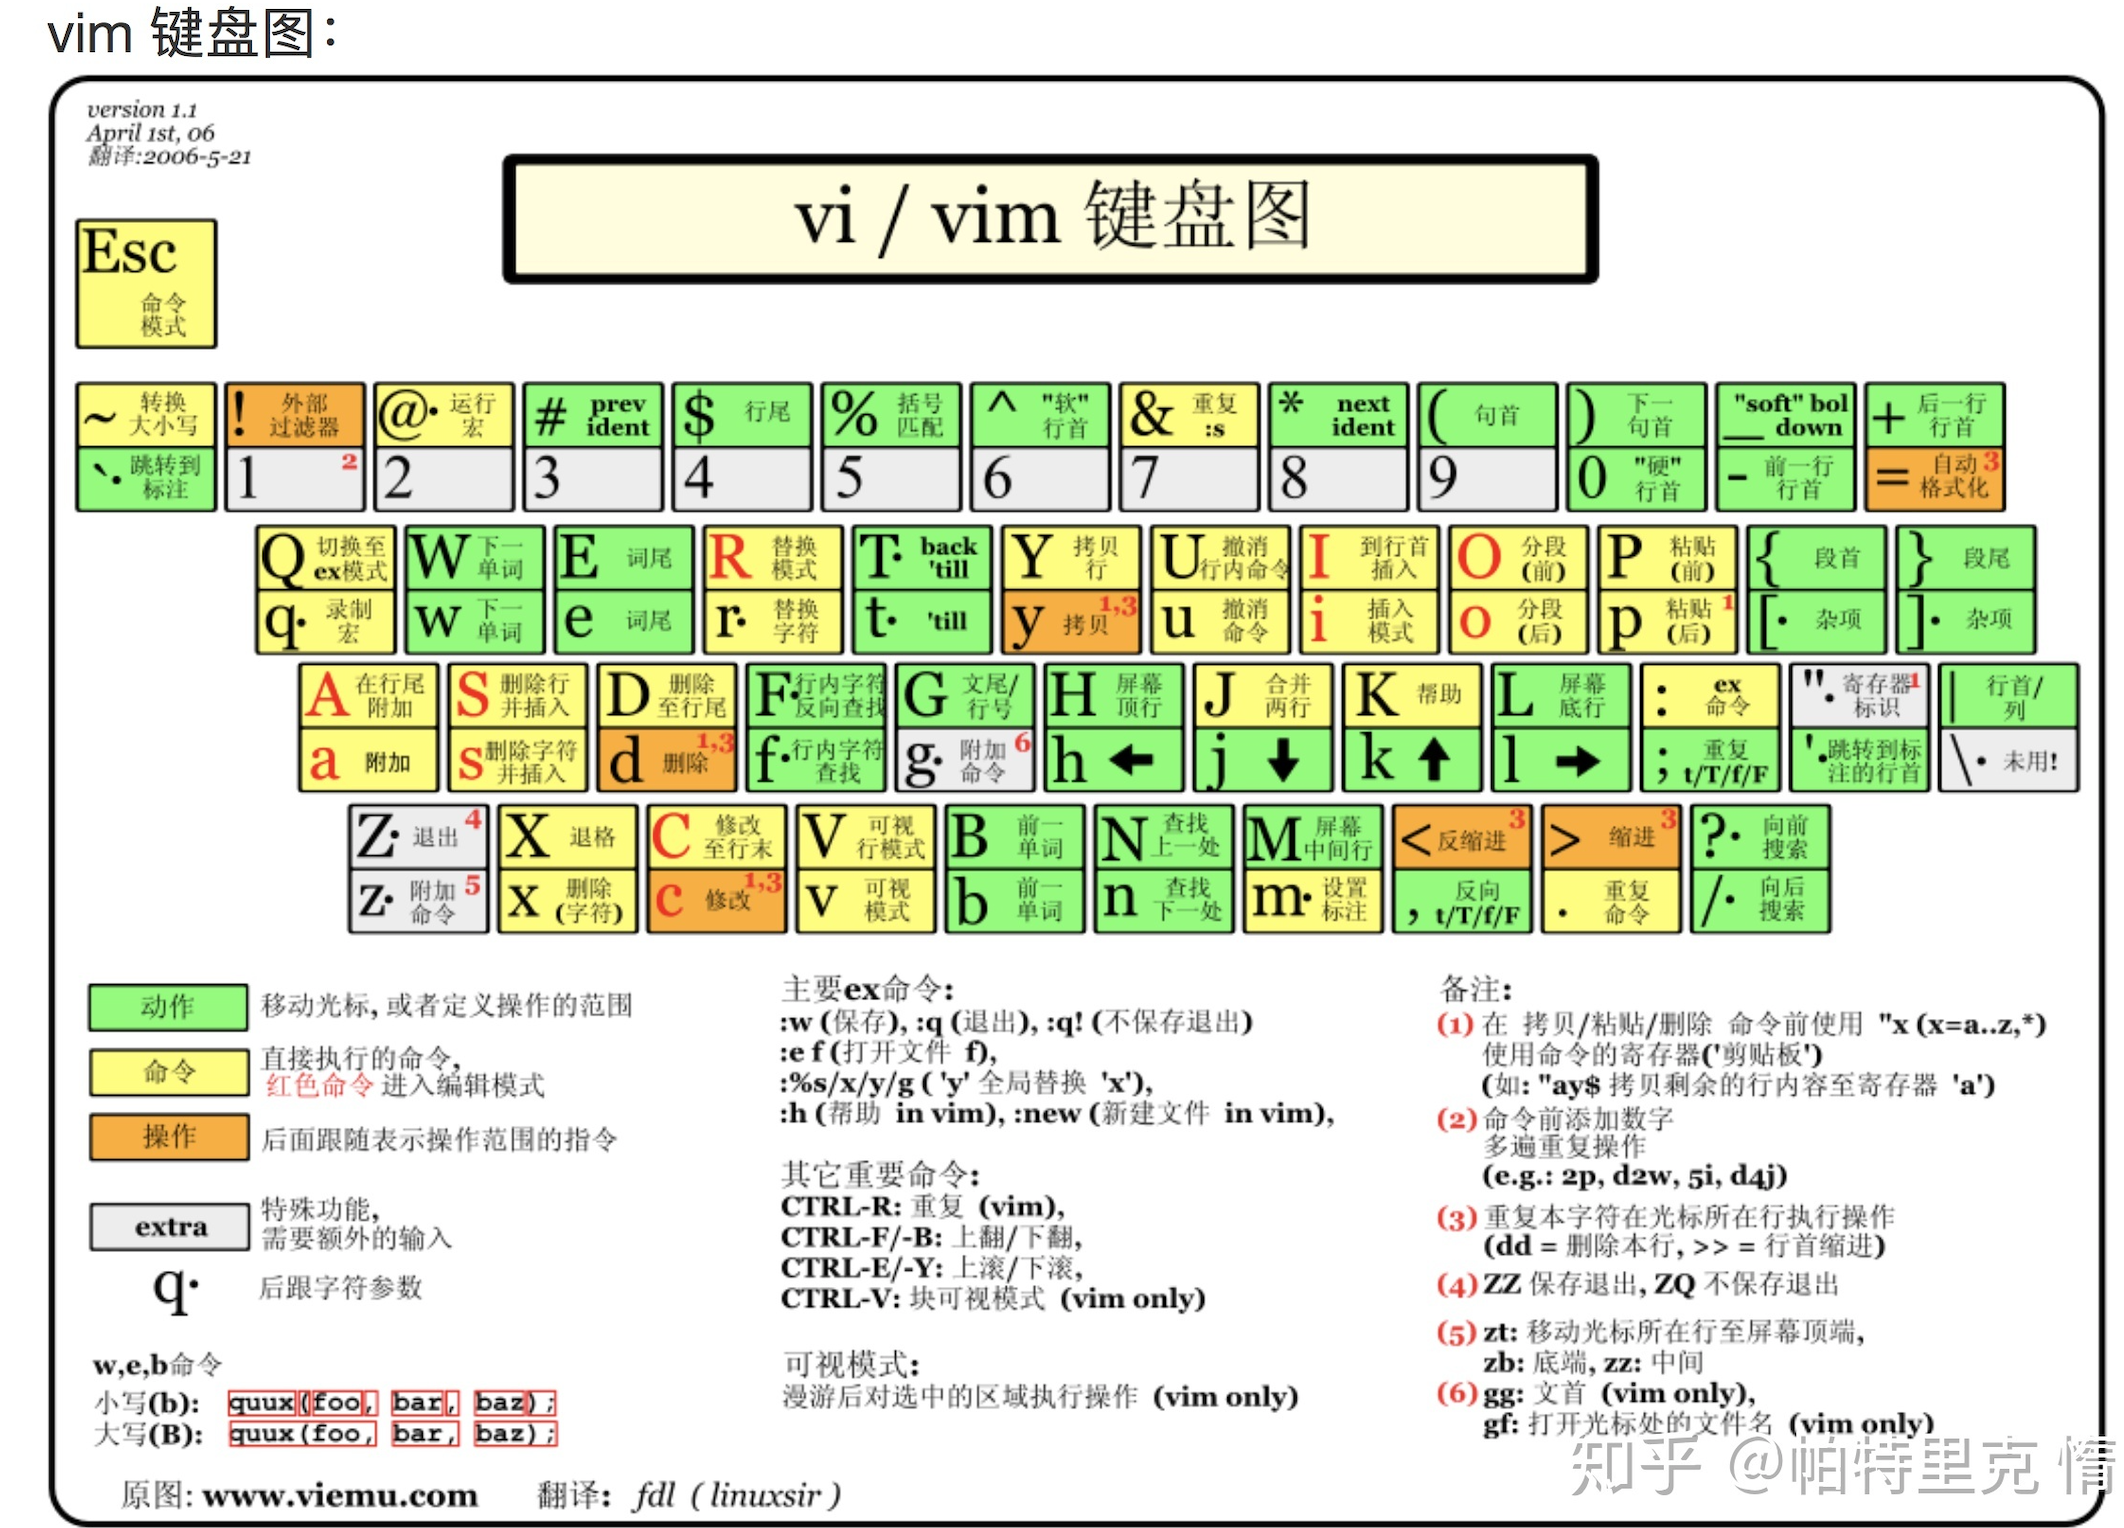 vim 键盘图：
version 1.1
April 1st, 06
翻译:2006-5-21
vi / vim 键盘图
Esc
命令
模式
~ 转换
大小写
! 外部
过滤器
@· 运行
宏
# prev
ident
$ 行尾
% 括号
匹配
^ "软"
行首
& 重复
:s
* next
ident
( 句首
) 下一
句首
"soft" bol
_ down
+ 后一行
行首
`· 跳转到
标注
1 2
2
3
4
5
6
7
8
9
0 "硬"
行首
- 前一行
行首
= 自动 3
格式化
Q 切换至
ex模式
W 下一
单词
E 词尾
R 替换
模式
T· back
'till
Y 拷贝
行
U 撤消
行内命令
I 到行首
插入
O 分段
(前)
P 粘贴
(前)
{ 段首
} 段尾
q· 录制
宏
w 下一
单词
e 词尾
r· 替换
字符
t· 'till
y 拷贝 1,3
u 撤消
命令
i 插入
模式
o 分段
(后)
p 粘贴 1
(后)
[· 杂项
]· 杂项
A 在行尾
附加
S 删除行
并插入
D 删除
至行尾
F· 行内字符
反向查找
G 文尾/
行号
H 屏幕
顶行
J 合并
两行
K 帮助
L 屏幕
底行
: ex
命令
"· 寄存器 1
标识
| 行首/
列
a 附加
s 删除字符
并插入
d 删除 1,3
f· 行内字符
查找
g· 附加 6
命令
h ←
j ↓
k ↑
l →
; 重复
t/T/f/F
'· 跳转到标
注的行首
\· 未用!
Z· 退出 4
X 退格
C 修改
至行末
V 可视
行模式
B 前一
单词
N 查找
上一处
M 屏幕
中间行
< 反缩进 3
> 缩进 3
?· 向前
搜索
z· 附加 5
命令
x 删除
(字符)
c 修改 1,3
v 可视
模式
b 前一
单词
n 查找
下一处
m· 设置
标注
, 反向
t/T/f/F
. 重复
命令
/· 向后
搜索
动作 移动光标, 或者定义操作的范围
命令 直接执行的命令,
红色命令 进入编辑模式
操作 后面跟随表示操作范围的指令
extra 特殊功能,
需要额外的输入
q· 后跟字符参数
w,e,b命令
小写(b): quux(foo, bar, baz);
大写(B): quux(foo, bar, baz);
原图: www.viemu.com 翻译: fdl ( linuxsir )
主要ex命令:
:w (保存), :q (退出), :q! (不保存退出)
:e f (打开文件 f),
:%s/x/y/g ( 'y' 全局替换 'x'),
:h (帮助 in vim), :new (新建文件 in vim),
其它重要命令:
CTRL-R: 重复 (vim),
CTRL-F/-B: 上翻/下翻,
CTRL-E/-Y: 上滚/下滚,
CTRL-V: 块可视模式 (vim only)
可视模式:
漫游后对选中的区域执行操作 (vim only)
备注:
(1) 在 拷贝/粘贴/删除 命令前使用 "x (x=a..z,*)
使用命令的寄存器('剪贴板')
(如: "ay$ 拷贝剩余的行内容至寄存器 'a')
(2) 命令前添加数字
多遍重复操作
(e.g.: 2p, d2w, 5i, d4j)
(3) 重复本字符在光标所在行执行操作
(dd = 删除本行, >> = 行首缩进)
(4) ZZ 保存退出, ZQ 不保存退出
(5) zt: 移动光标所在行至屏幕顶端,
zb: 底端, zz: 中间
(6) gg: 文首 (vim only),
gf: 打开光标处的文件名 (vim only)
知乎 @帕特里克 惰